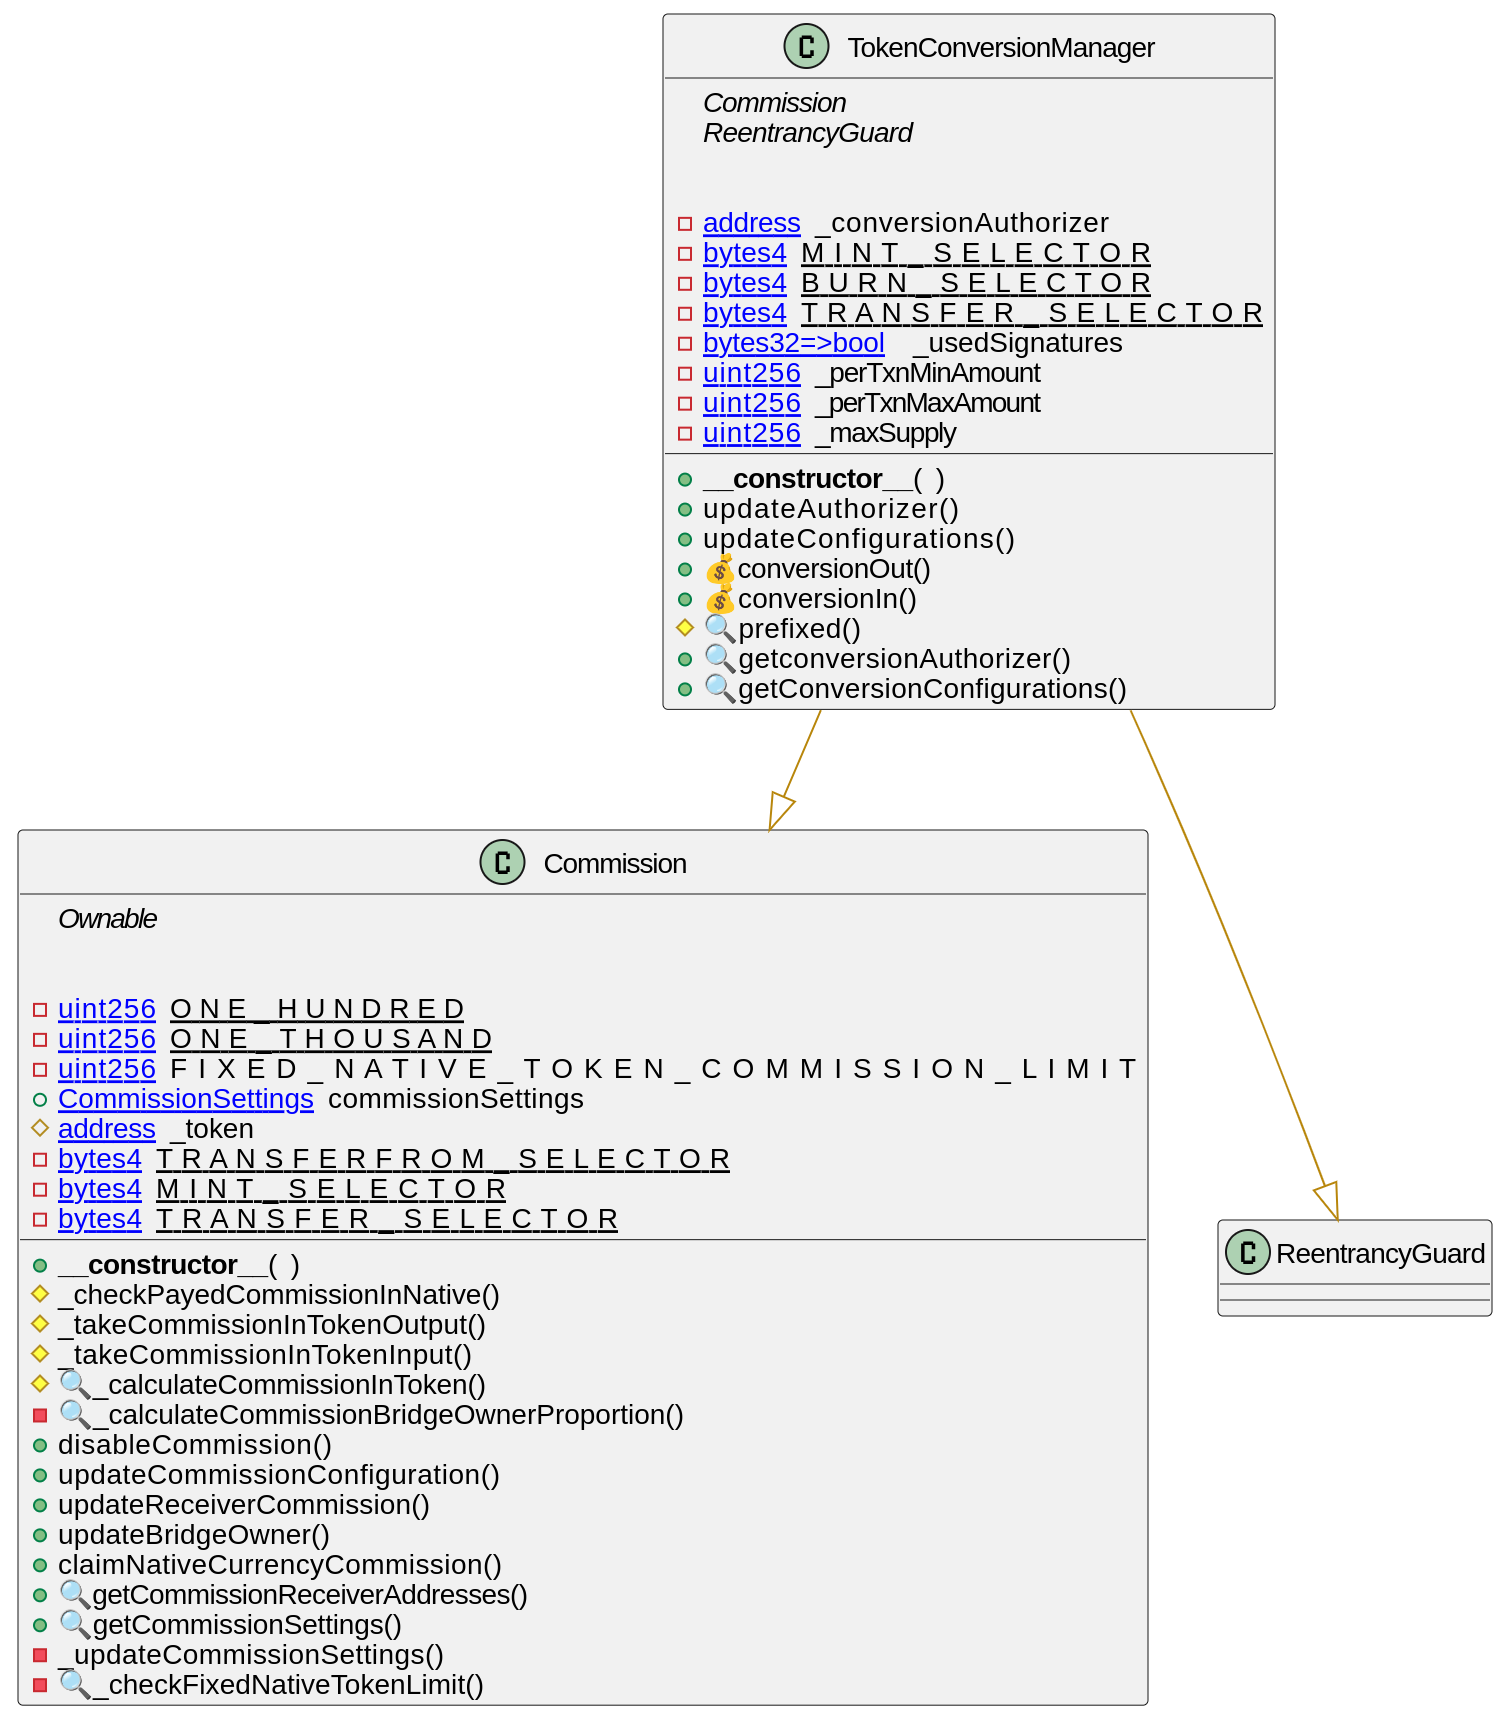 C TokenConversionManager
Commission
ReentrancyGuard
address _conversionAuthorizer
bytes4 MINT_SELECTOR
bytes4 BURN_SELECTOR
bytes4 TRANSFER_SELECTOR
bytes32=>bool _usedSignatures
uint256 _perTxnMinAmount
uint256 _perTxnMaxAmount
uint256 _maxSupply
__constructor__( )
updateAuthorizer()
updateConfigurations()
💰conversionOut()
💰conversionIn()
🔍prefixed()
🔍getconversionAuthorizer()
🔍getConversionConfigurations()
C Commission
Ownable
uint256 ONE_HUNDRED
uint256 ONE_THOUSAND
uint256 FIXED_NATIVE_TOKEN_COMMISSION_LIMIT
CommissionSettings commissionSettings
address _token
bytes4 TRANSFERFROM_SELECTOR
bytes4 MINT_SELECTOR
bytes4 TRANSFER_SELECTOR
__constructor__( )
_checkPayedCommissionInNative()
_takeCommissionInTokenOutput()
_takeCommissionInTokenInput()
🔍_calculateCommissionInToken()
🔍_calculateCommissionBridgeOwnerProportion()
disableCommission()
updateCommissionConfiguration()
updateReceiverCommission()
updateBridgeOwner()
claimNativeCurrencyCommission()
🔍getCommissionReceiverAddresses()
🔍getCommissionSettings()
_updateCommissionSettings()
🔍_checkFixedNativeTokenLimit()
C ReentrancyGuard